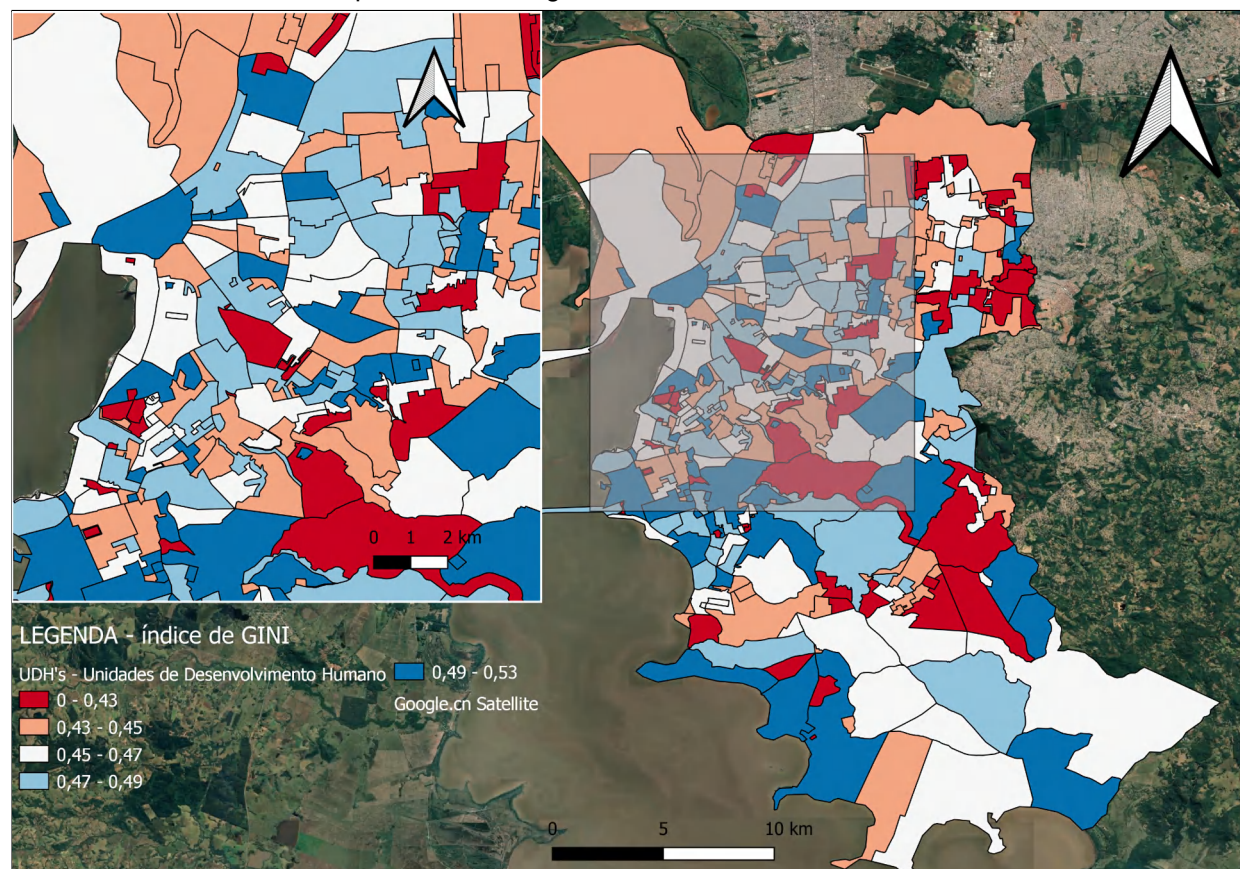 0 1 2 km
LEGENDA - índice de GINI
UDH's - Unidades de Desenvolvimento Humano
0 - 0,43
0,43 - 0,45
0,45 - 0,47
0,47 - 0,49
0,49 - 0,53
Google.cn Satellite
0 5 10 km